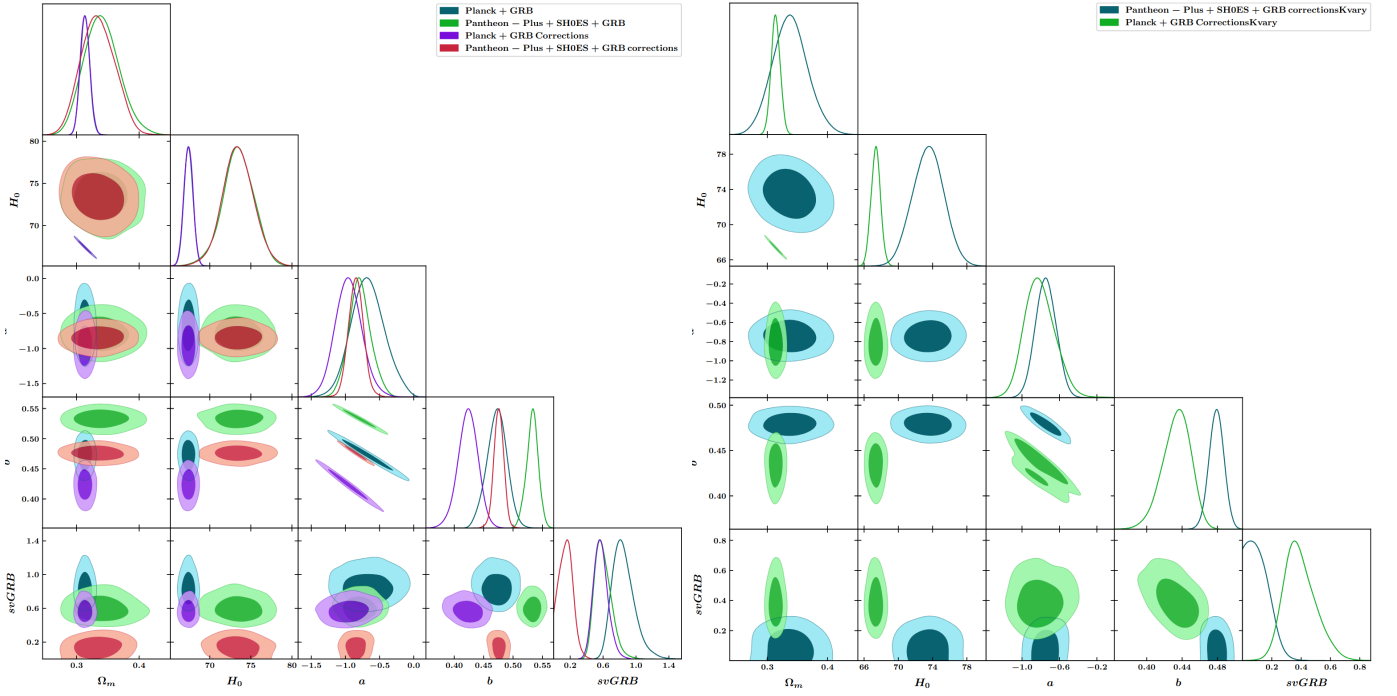 Planck + GRB
Pantheon − Plus + SH0ES + GRB
Planck + GRB Corrections
Pantheon − Plus + SH0ES + GRB corrections
80
75
70
H0
0.0
−0.5
−1.0
−1.5
0.55
0.50
0.45
0.40
b
1.4
1.0
0.6
0.2
svGRB
0.3 0.4
70 75 80
−1.5 −1.0 −0.5 0.0
0.40 0.45 0.50 0.55
0.2 0.6 1.0 1.4
Ωm H0 a b svGRB
Pantheon − Plus + SH0ES + GRB correctionsKvary
Planck + GRB CorrectionsKvary
78
74
70
66
H0
−0.2
−0.4
−0.6
−0.8
−1.0
−1.2
0.50
0.45
0.40
b
0.8
0.6
0.4
0.2
0.0
svGRB
0.3 0.4
66 70 74 78
−1.0 −0.6 −0.2
0.40 0.44 0.48
0.2 0.4 0.6 0.8
Ωm H0 a b svGRB